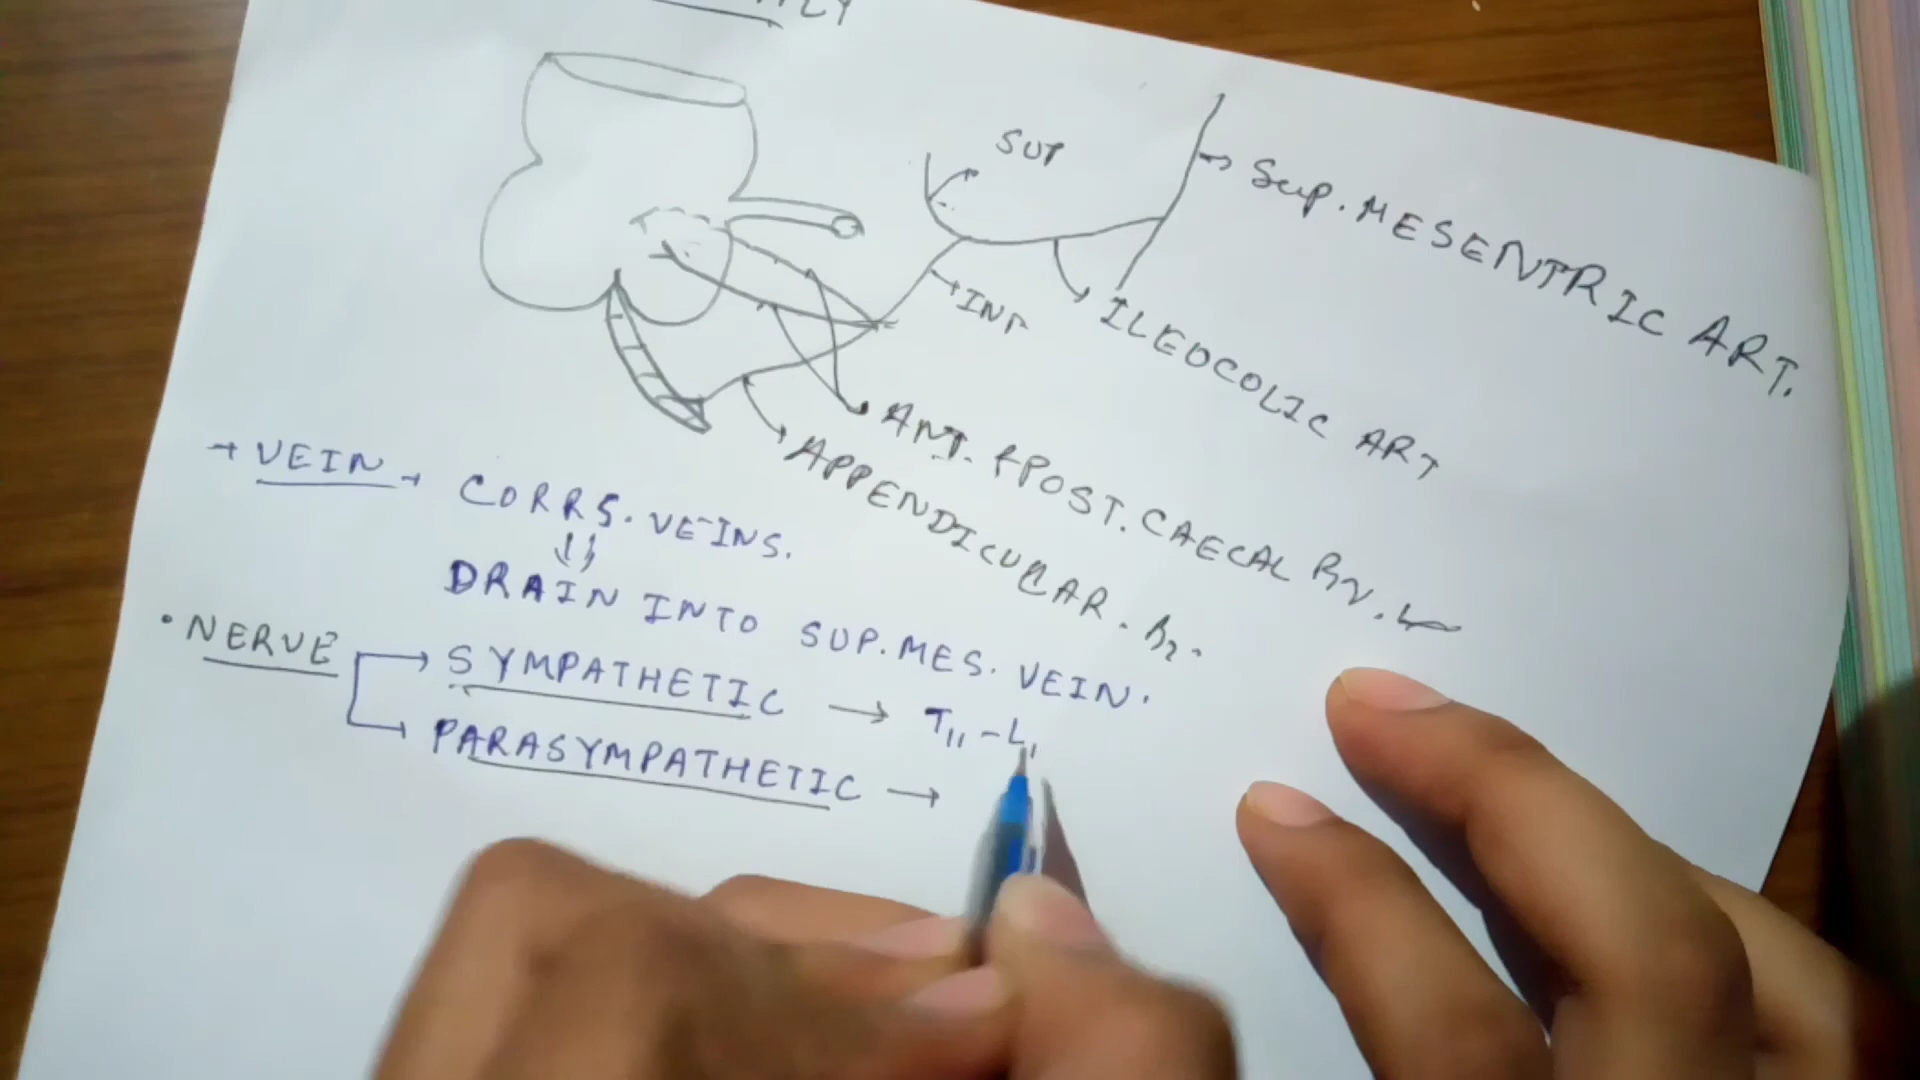 SUP
→ Sup. MESENTRIC ART.
INF
ILEOCOLIC ART
ANT. & POST. CAECAL Br.
APPENDICULAR. Br.
→ VEIN → CORRS. VEINS.
DRAIN INTO SUP. MES. VEIN.
• NERVE
SYMPATHETIC → T11 - L1
PARASYMPATHETIC →